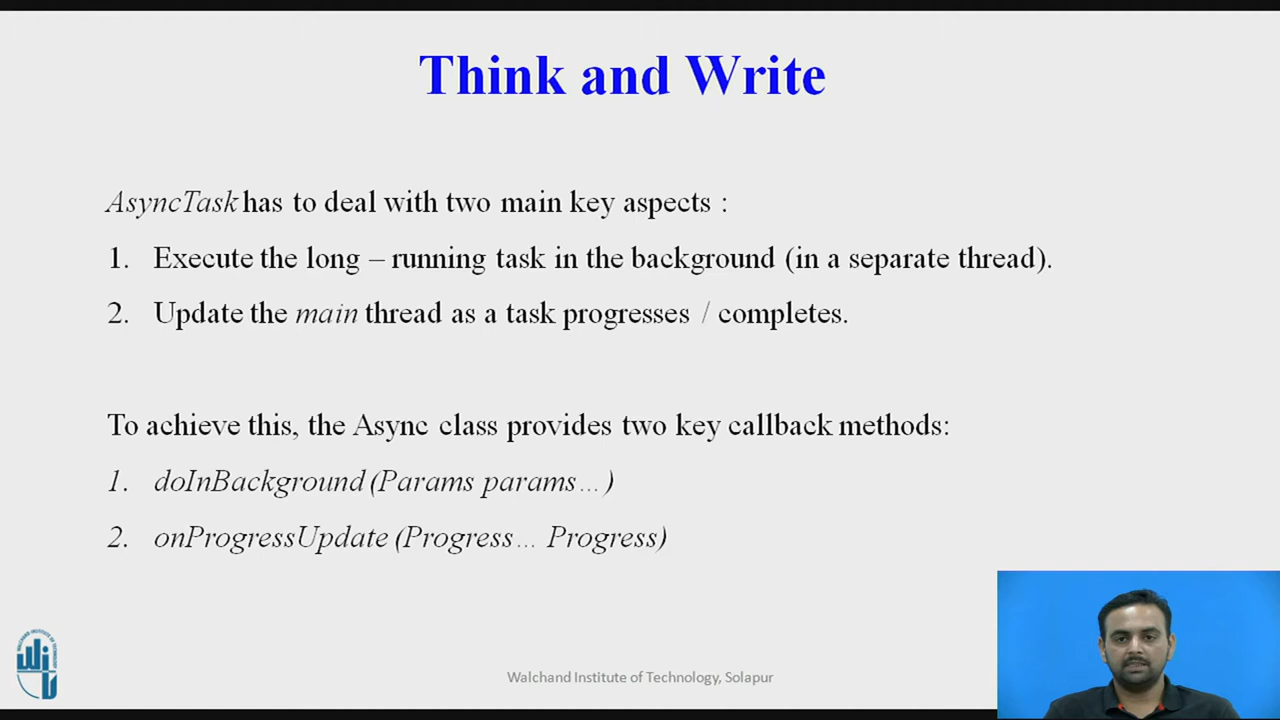 Think and Write
AsyncTask has to deal with two main key aspects :
1. Execute the long – running task in the background (in a separate thread).
2. Update the main thread as a task progresses / completes.
To achieve this, the Async class provides two key callback methods:
1. doInBackground (Params params… )
2. onProgressUpdate (Progress… Progress)
Walchand Institute of Technology, Solapur